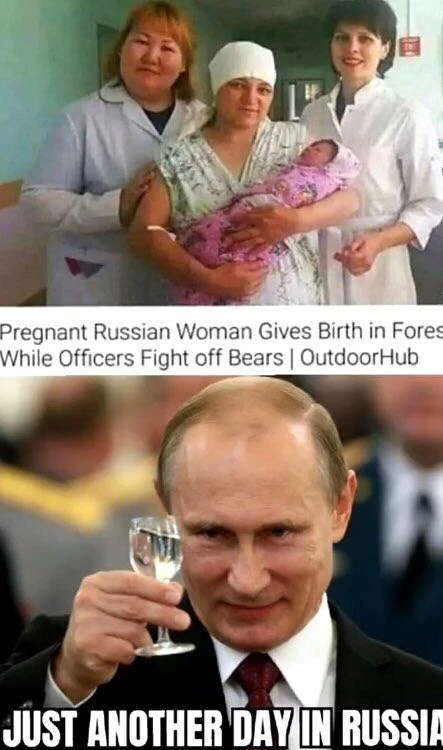 Pregnant Russian Woman Gives Birth in Fores
While Officers Fight off Bears | OutdoorHub
JUST ANOTHER DAY IN RUSSIA